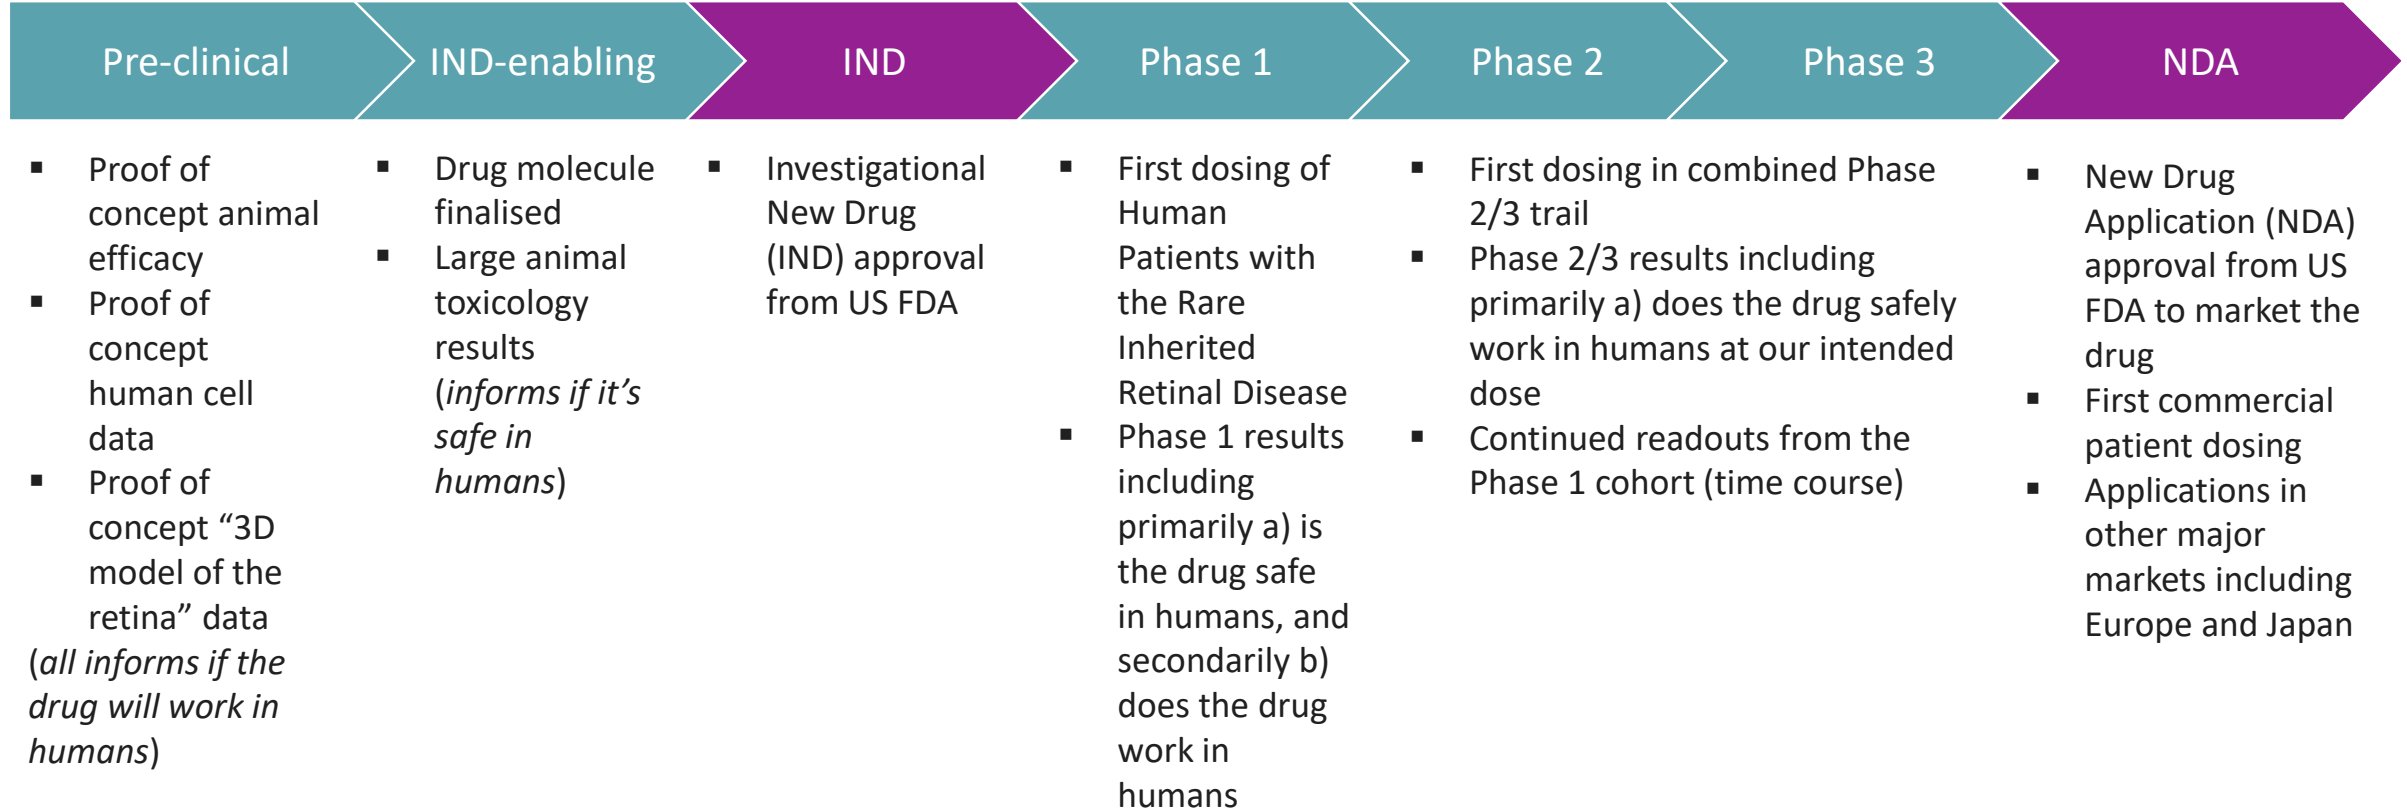 Pre-clinical
IND-enabling
IND
Phase 1
Phase 2
Phase 3
NDA
▪ Proof of
concept animal
efficacy
▪ Proof of
concept
human cell
data
▪ Proof of
concept “3D
model of the
retina” data
(all informs if the
drug will work in
humans)
▪ Drug molecule
finalised
▪ Large animal
toxicology
results
(informs if it’s
safe in
humans)
▪ Investigational
New Drug
(IND) approval
from US FDA
▪ First dosing of
Human
Patients with
the Rare
Inherited
Retinal Disease
▪ Phase 1 results
including
primarily a) is
the drug safe
in humans, and
secondarily b)
does the drug
work in
humans
▪ First dosing in combined Phase
2/3 trail
▪ Phase 2/3 results including
primarily a) does the drug safely
work in humans at our intended
dose
▪ Continued readouts from the
Phase 1 cohort (time course)
▪ New Drug
Application (NDA)
approval from US
FDA to market the
drug
▪ First commercial
patient dosing
▪ Applications in
other major
markets including
Europe and Japan